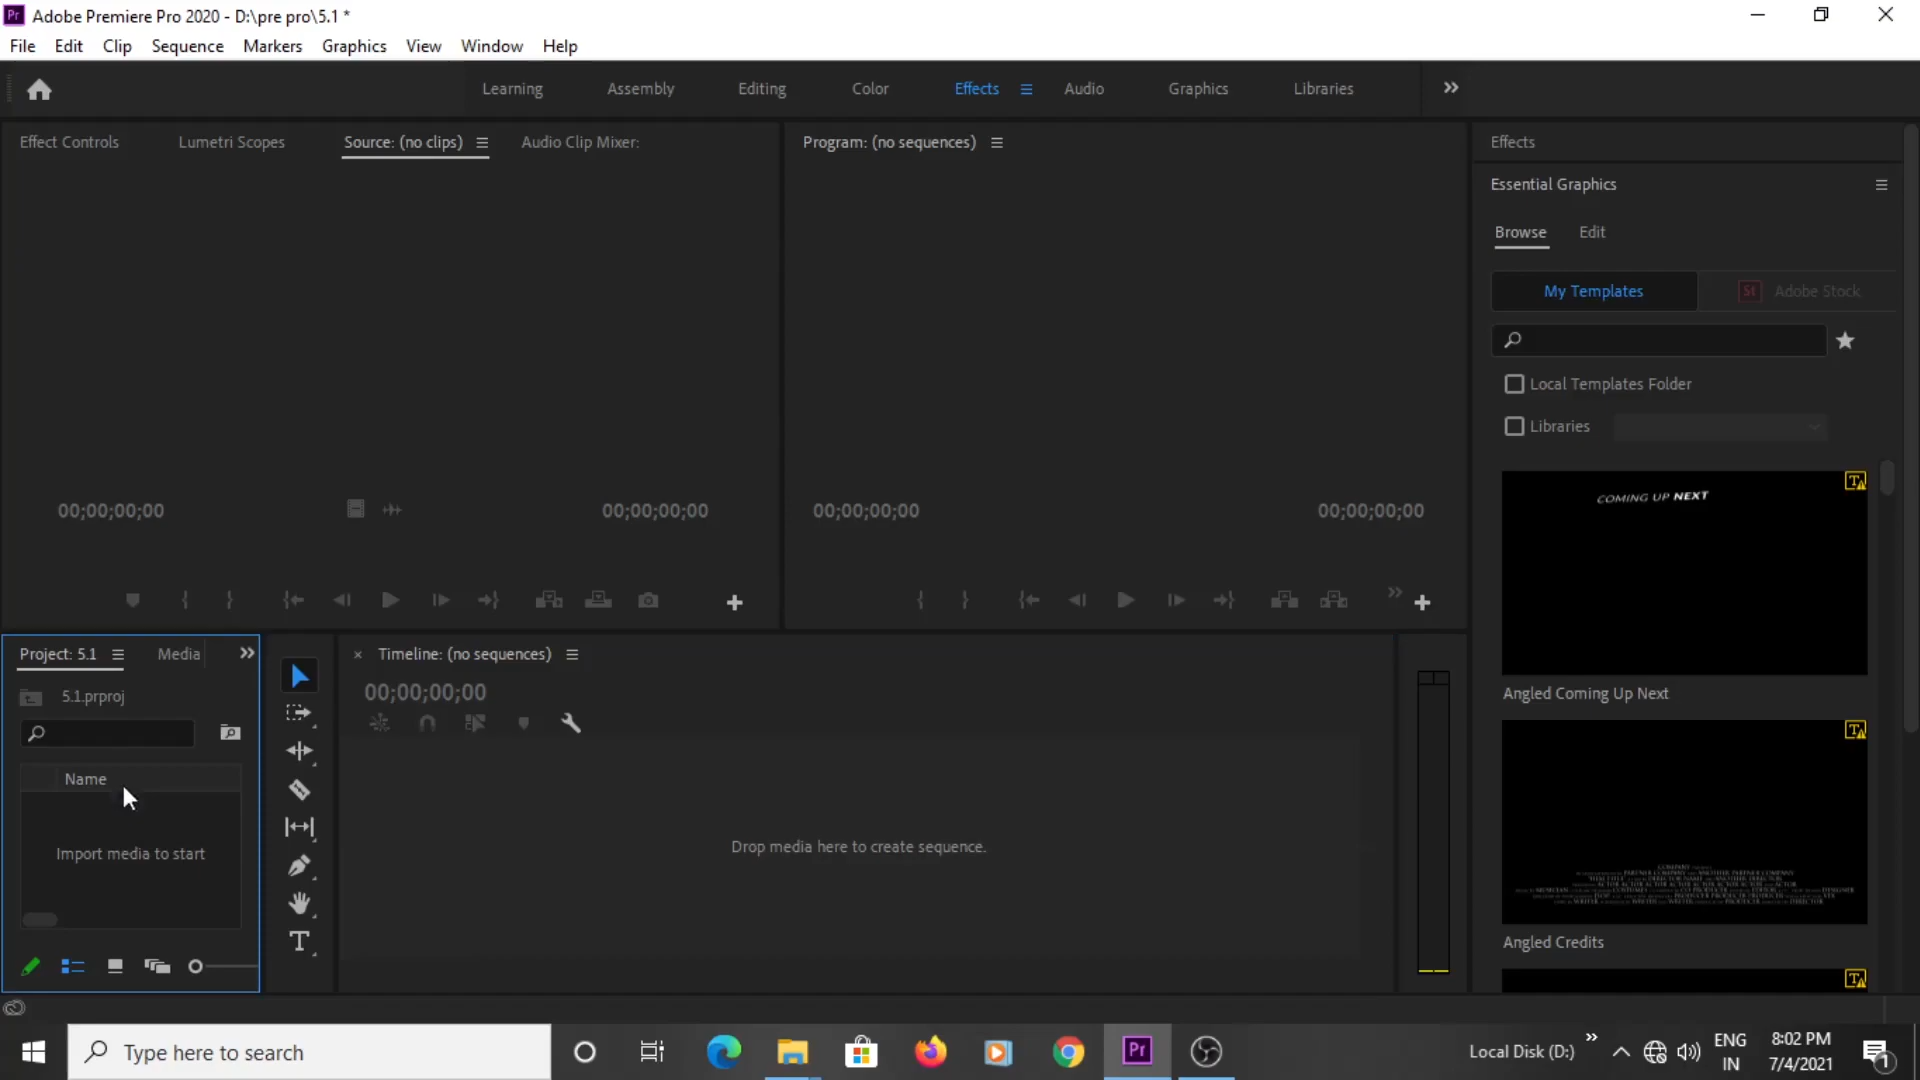 Pr Adobe Premiere Pro 2020 - D:\pre pro\5.1 *
File Edit Clip Sequence Markers Graphics View Window Help
Learning Assembly Editing Color Effects Audio Graphics Libraries
Effect Controls Lumetri Scopes Source: (no clips) Audio Clip Mixer:
Program: (no sequences)
Effects
Essential Graphics
Browse Edit
My Templates St Adobe Stock
Local Templates Folder
Libraries
00;00;00;00 00;00;00;00 00;00;00;00 00;00;00;00
COMING UP NEXT
Angled Coming Up Next
Project: 5.1 Media
5.1.prproj
Name
Import media to start
× Timeline: (no sequences)
00;00;00;00
Drop media here to create sequence.
Angled Credits
Type here to search
Pr
Local Disk (D:)
ENG
IN
8:02 PM
7/4/2021
1